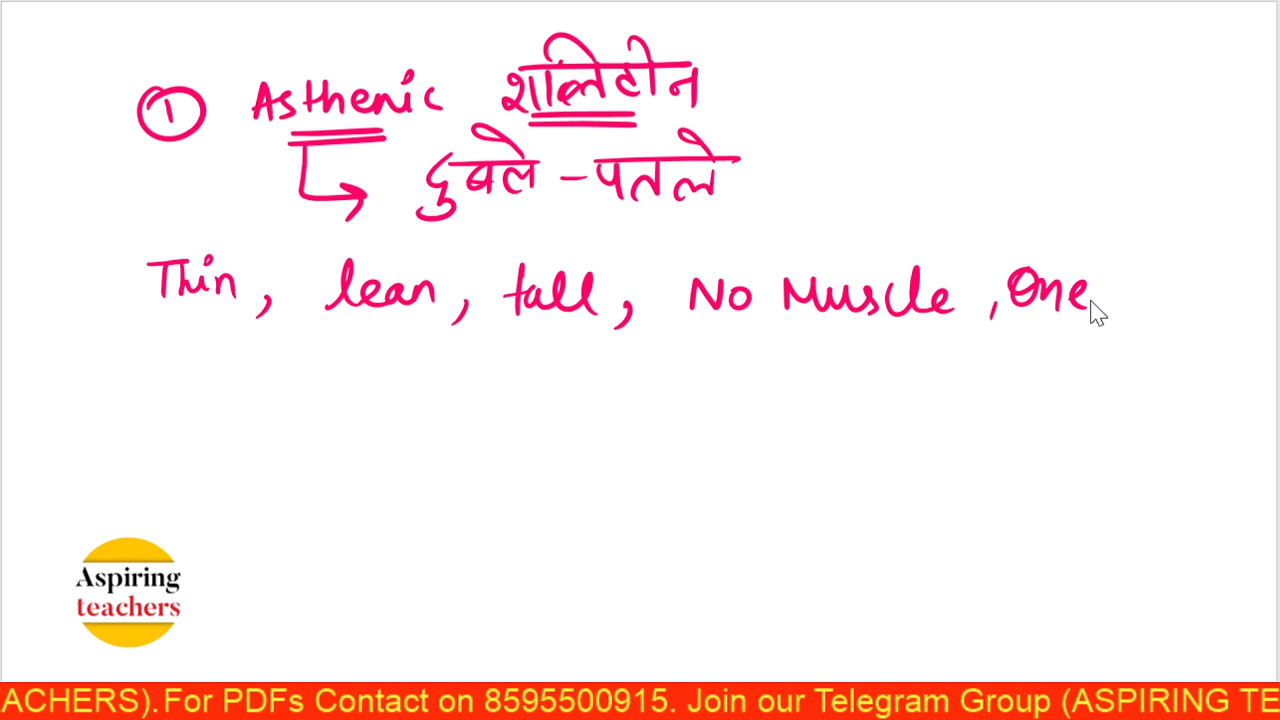 ① Asthenic शक्तिहीन
दुबले - पतले
Thin, lean, tall, No Muscle, One
Aspiring
teachers
ACHERS).For PDFs Contact on 8595500915. Join our Telegram Group (ASPIRING TE